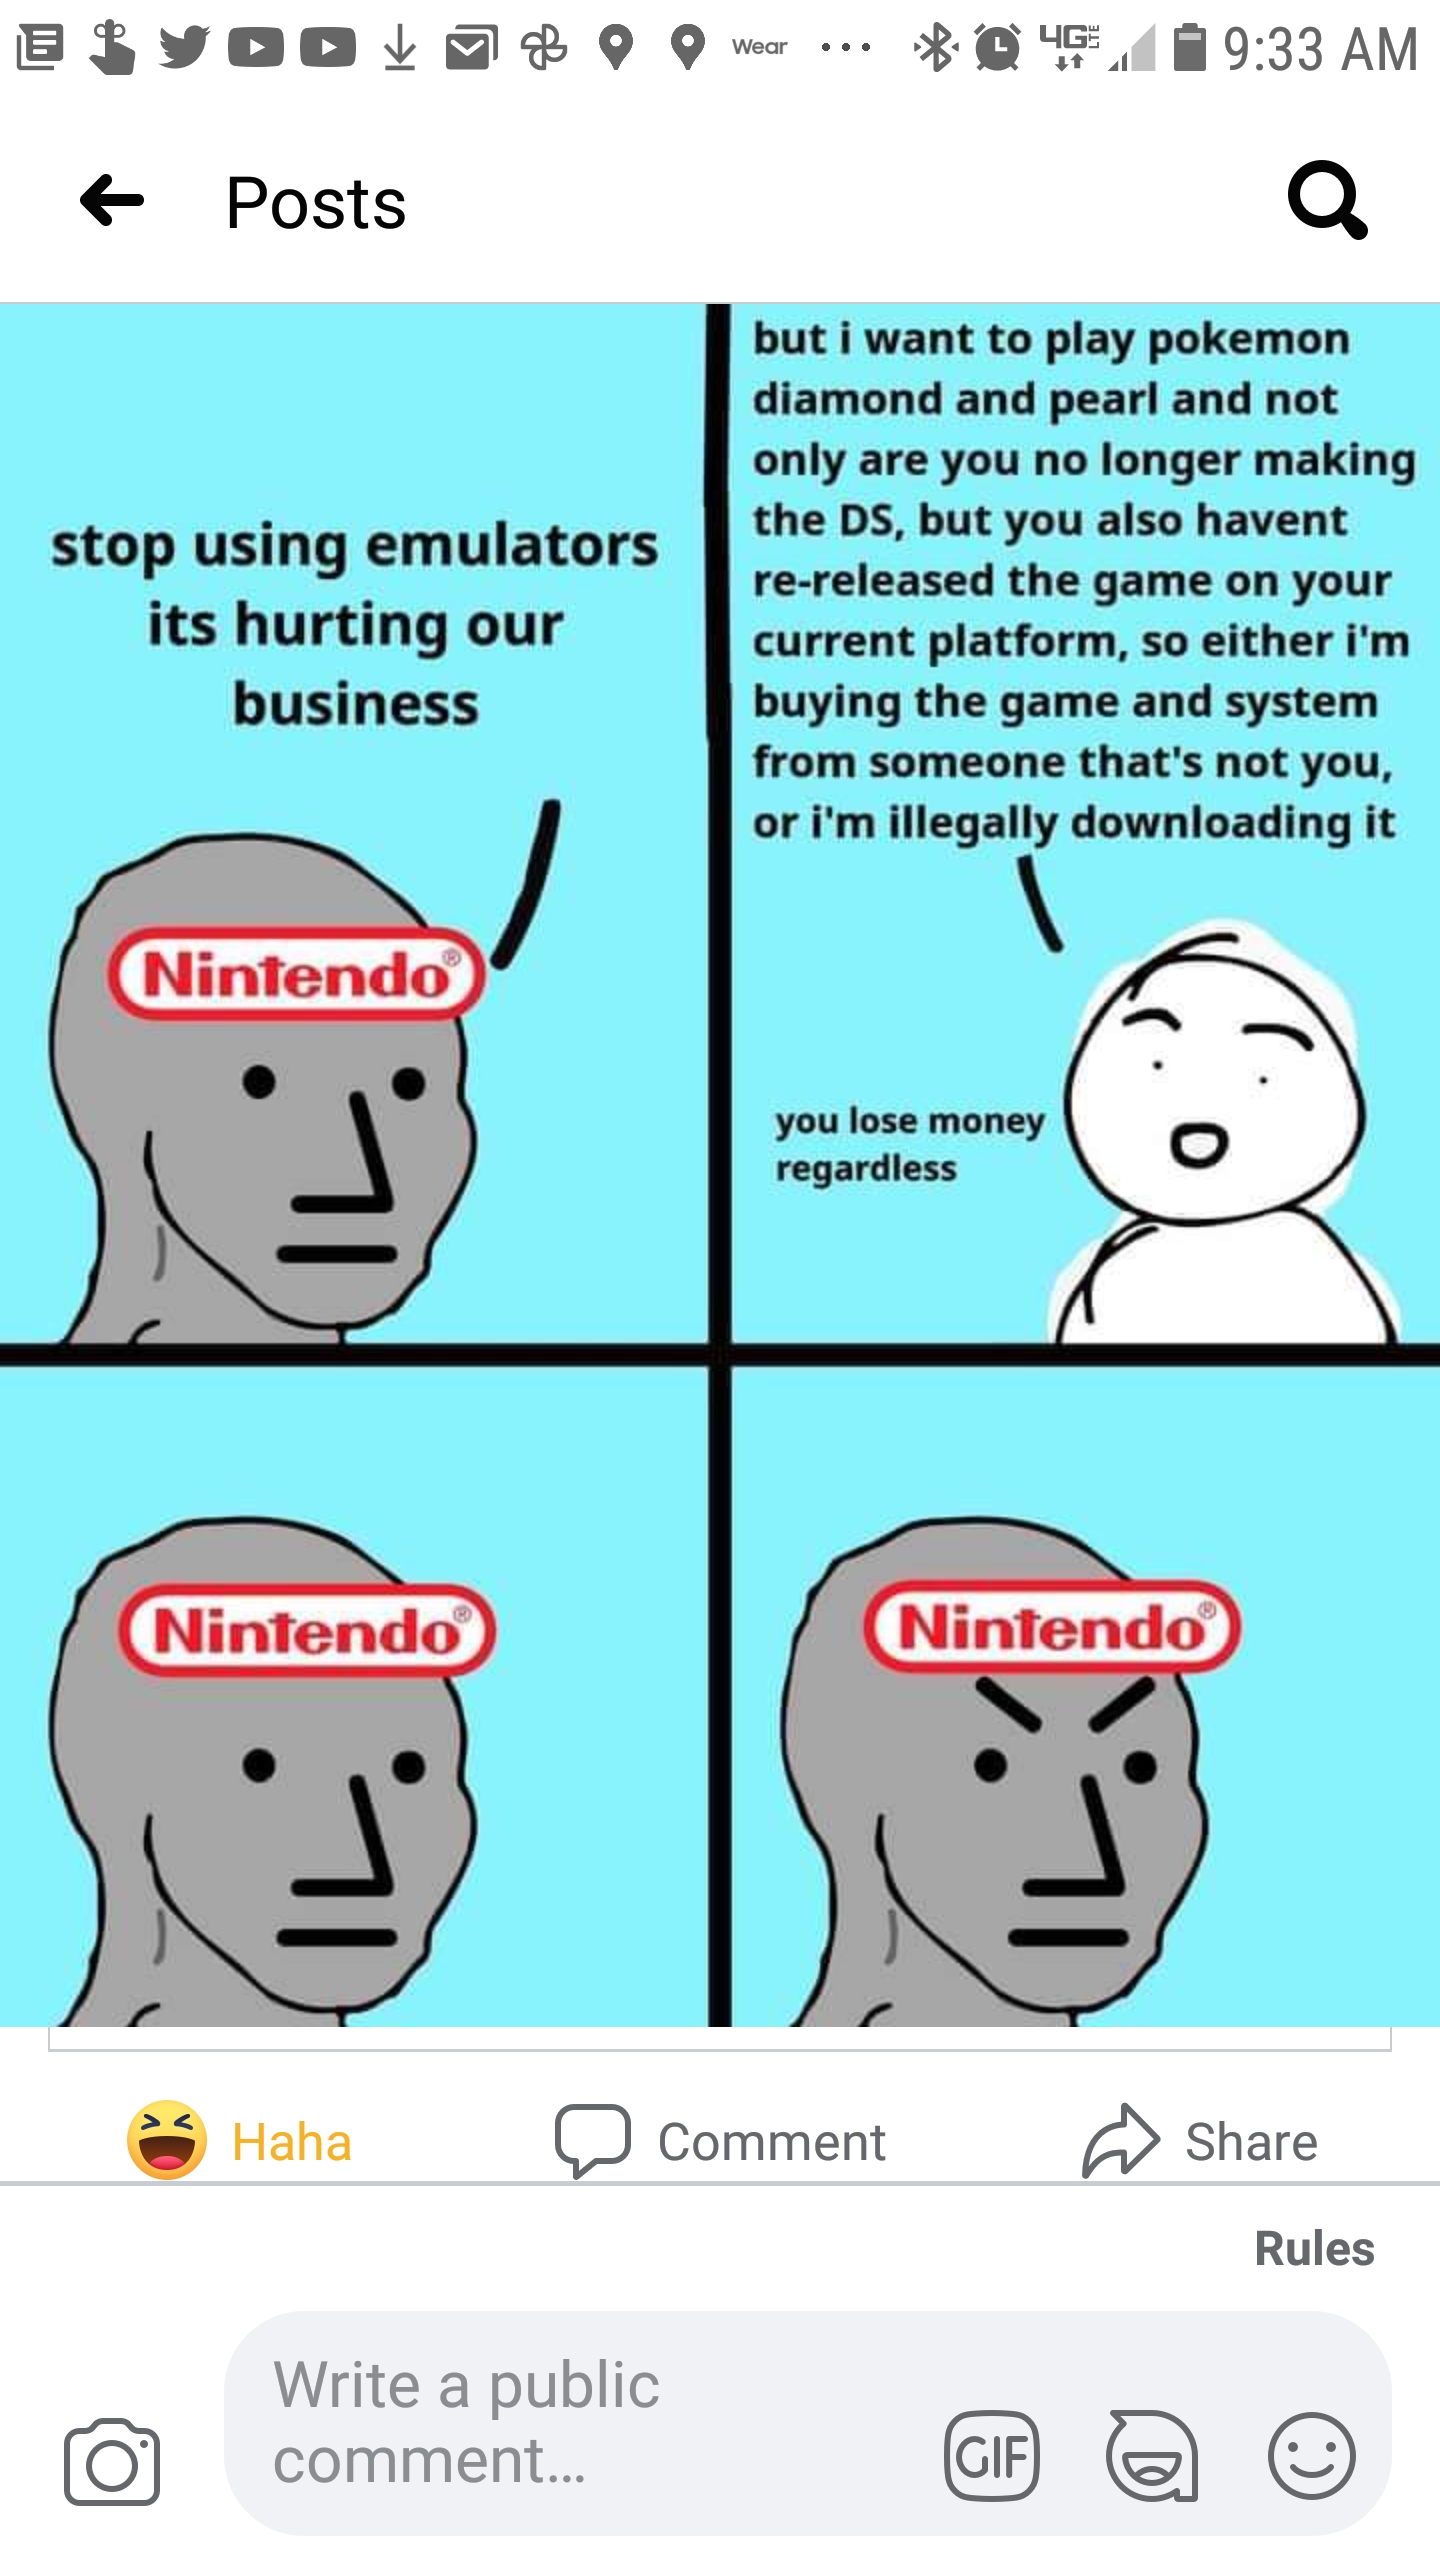 Wear
4G LTE
9:33 AM
Posts
stop using emulators
its hurting our
business
Nintendo®
but i want to play pokemon
diamond and pearl and not
only are you no longer making
the DS, but you also havent
re-released the game on your
current platform, so either i'm
buying the game and system
from someone that's not you,
or i'm illegally downloading it
you lose money
regardless
Nintendo®
Nintendo®
Haha
Comment
Share
Rules
Write a public
comment...
GIF